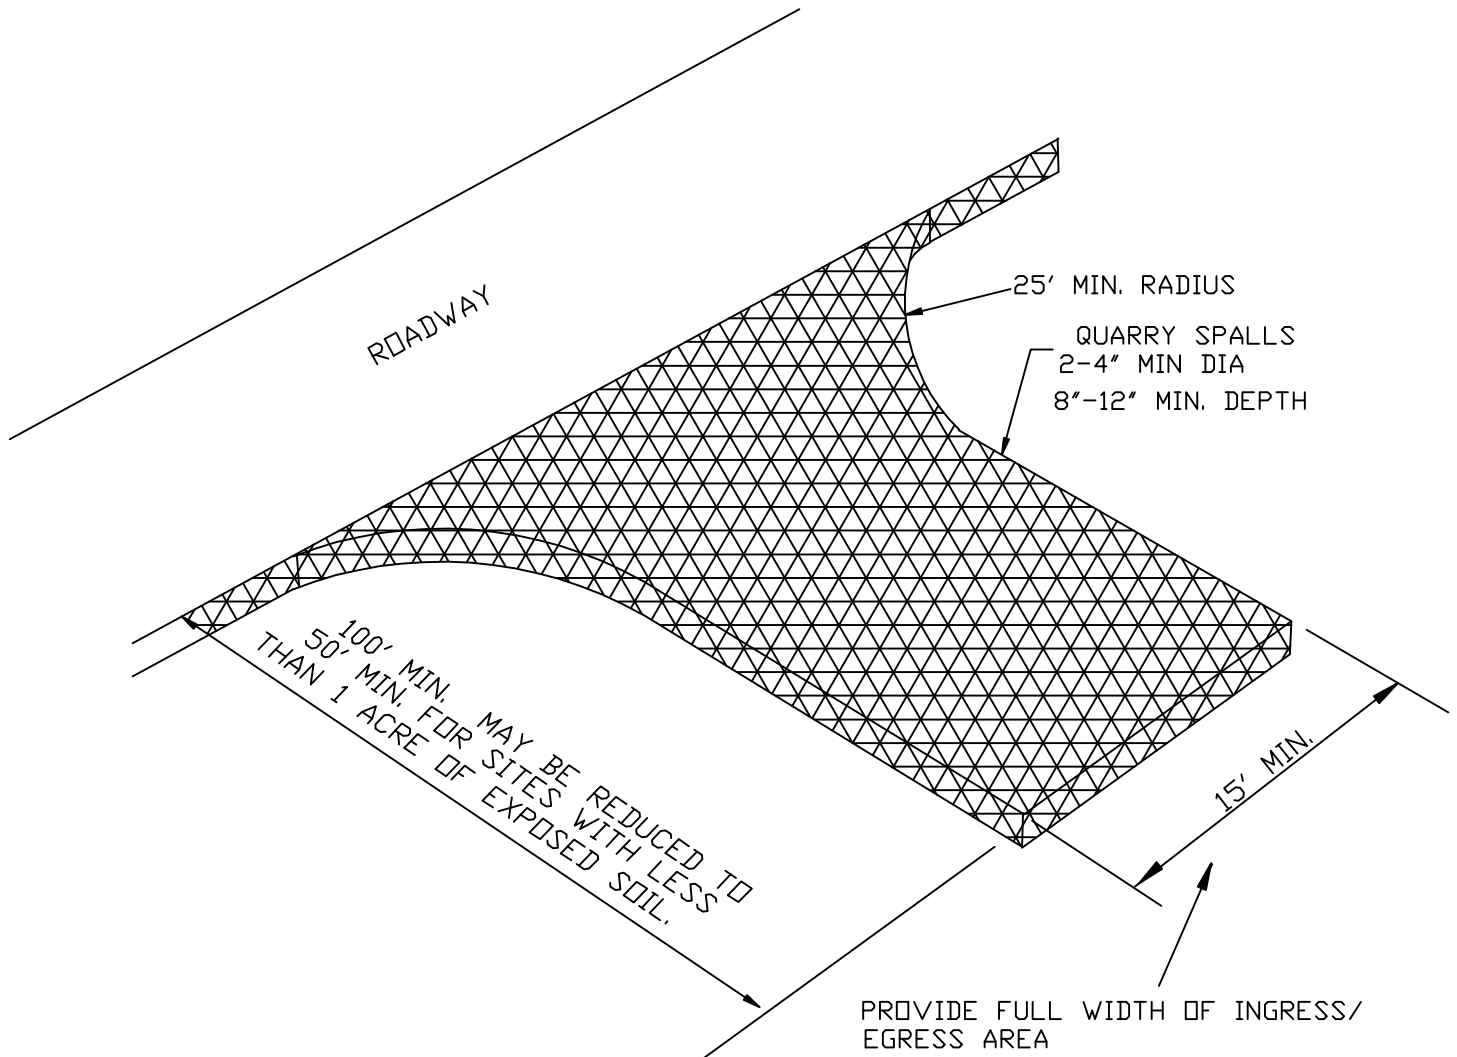 ROADWAY
25' MIN. RADIUS
QUARRY SPALLS
2-4" MIN DIA
8"-12" MIN. DEPTH
100' MIN. MAY BE REDUCED TO
50' MIN. FOR SITES WITH LESS
THAN 1 ACRE OF EXPOSED SOIL.
15' MIN.
PROVIDE FULL WIDTH OF INGRESS/
EGRESS AREA